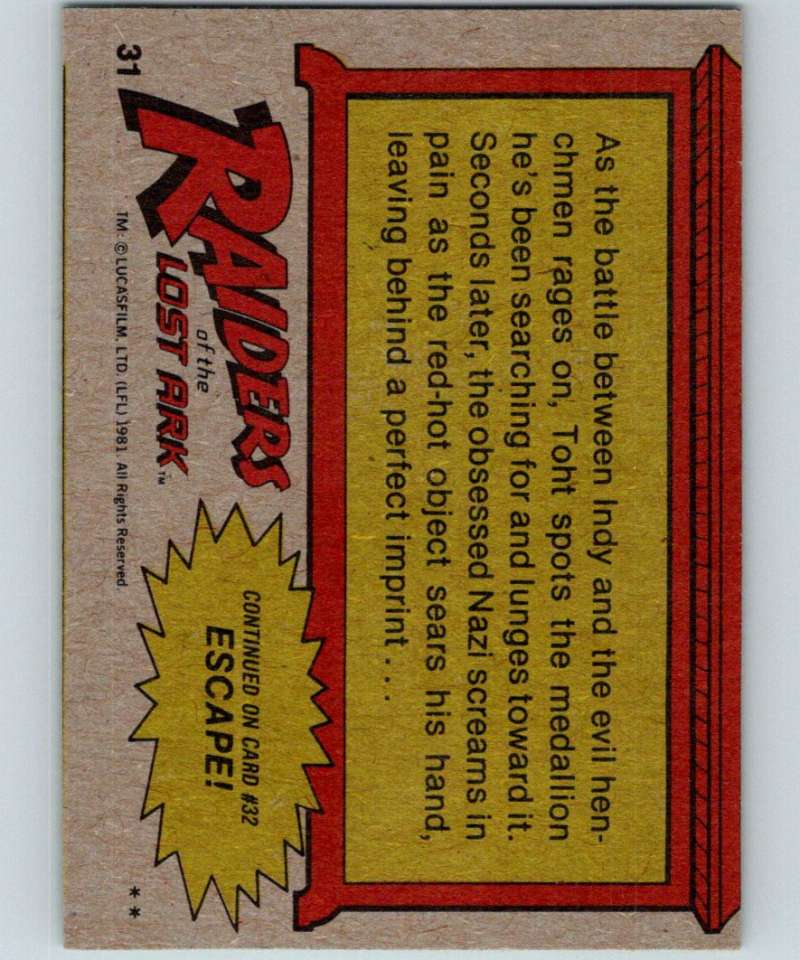 As the battle between Indy and the evil hen-
chmen rages on, Toht spots the medallion
he's been searching for and lunges toward it.
Seconds later, the obsessed Nazi screams in
pain as the red-hot object sears his hand,
leaving behind a perfect imprint . . .
RAIDERS
of the
LOST ARK™
CONTINUED ON CARD #32
ESCAPE!
31
TM: © LUCASFILM, LTD. (LFL) 1981. All Rights Reserved
**